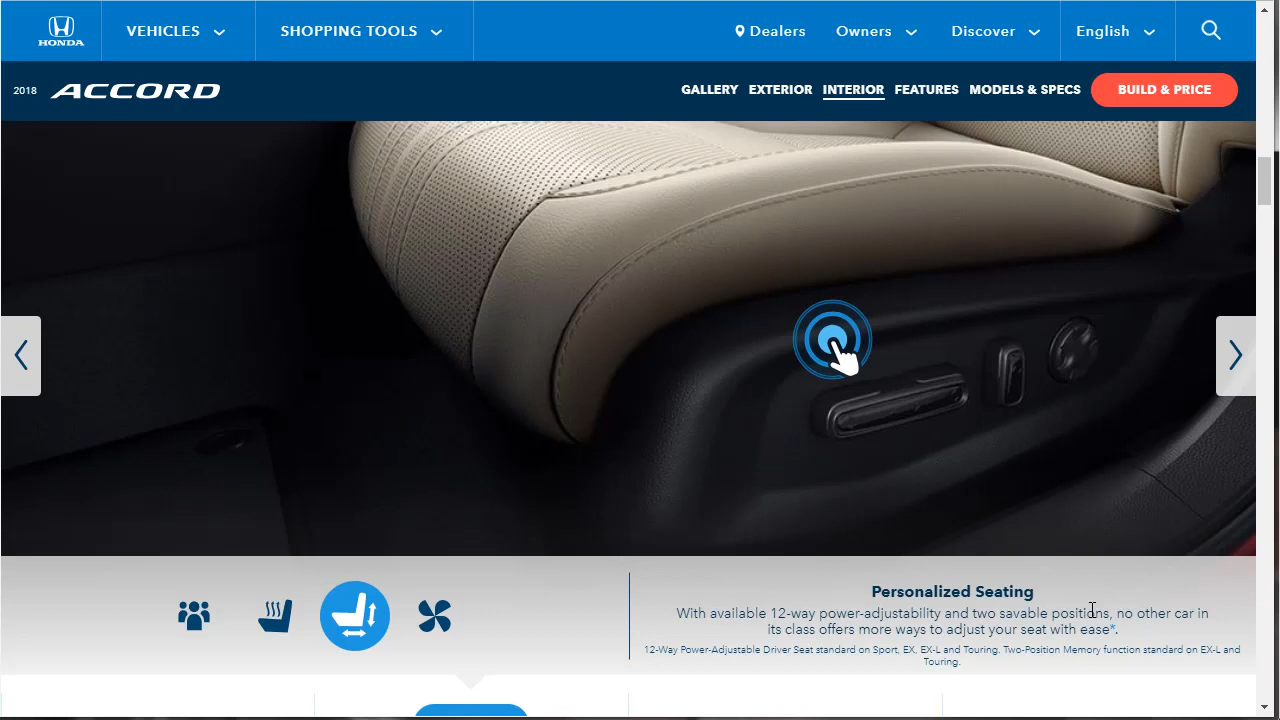 HONDA
VEHICLES
SHOPPING TOOLS
Dealers
Owners
Discover
English
2018 ACCORD
GALLERY
EXTERIOR
INTERIOR
FEATURES
MODELS & SPECS
BUILD & PRICE
Personalized Seating
With available 12-way power-adjustability and two savable positions, no other car in
its class offers more ways to adjust your seat with ease*.
12-Way Power-Adjustable Driver Seat standard on Sport, EX, EX-L and Touring. Two-Position Memory function standard on EX-L and
Touring.